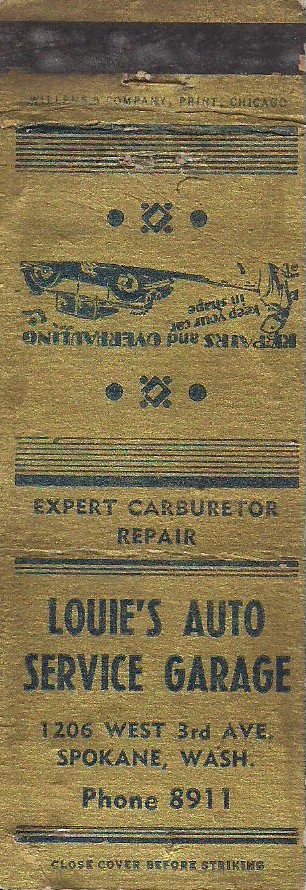 WILLENS & COMPANY, PRINT, CHICAGO
keep your car
in shape
REPAIRS and OVERHAULING
EXPERT CARBURETOR
REPAIR
LOUIE'S AUTO
SERVICE GARAGE
1206 WEST 3rd AVE.
SPOKANE, WASH.
Phone 8911
CLOSE COVER BEFORE STRIKING